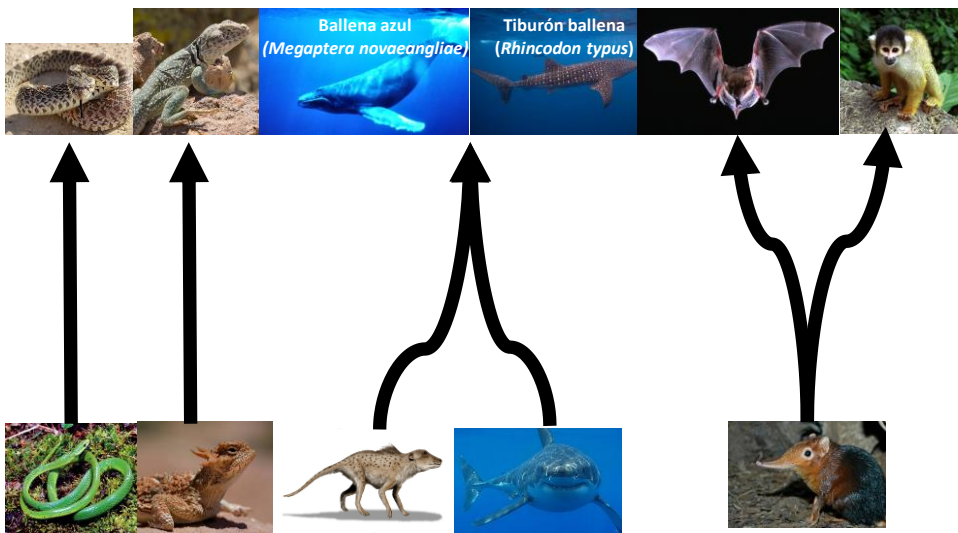 Ballena azul
(Megaptera novaeangliae)
Tiburón ballena
(Rhincodon typus)